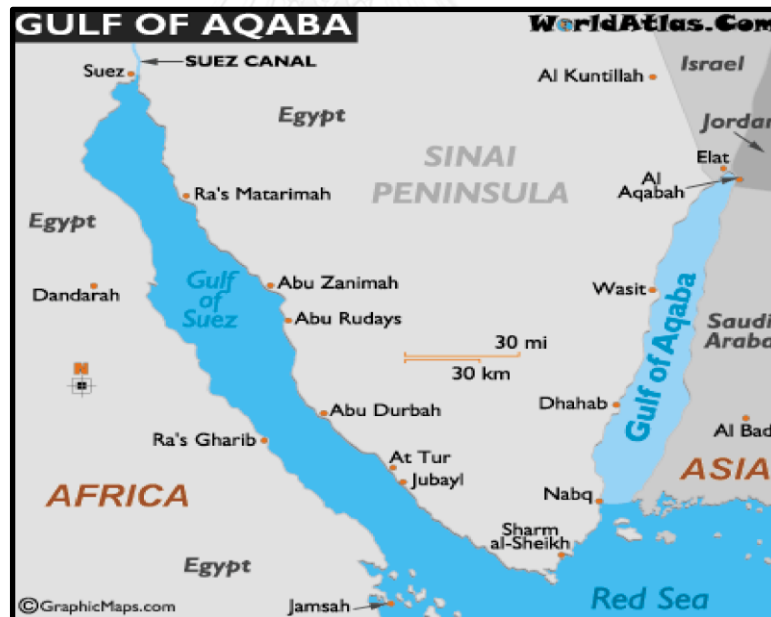 GULF OF AQABA
WorldAtlas.Com
Suez
SUEZ CANAL
Al Kuntillah
Israel
Egypt
Jordan
SINAI
PENINSULA
Elat
Al
Aqabah
Ra's Matarimah
Egypt
Dandarah
Gulf
of
Suez
Abu Zanimah
Wasit
Abu Rudays
Gulf of Aqaba
Saudi
Arabia
30 mi
30 km
N
Dhahab
Abu Durbah
Al Bad
Ra's Gharib
At Tur
Jubayl
AFRICA
ASIA
Nabq
Sharm
al-Sheikh
Egypt
Red Sea
©GraphicMaps.com
Jamsah